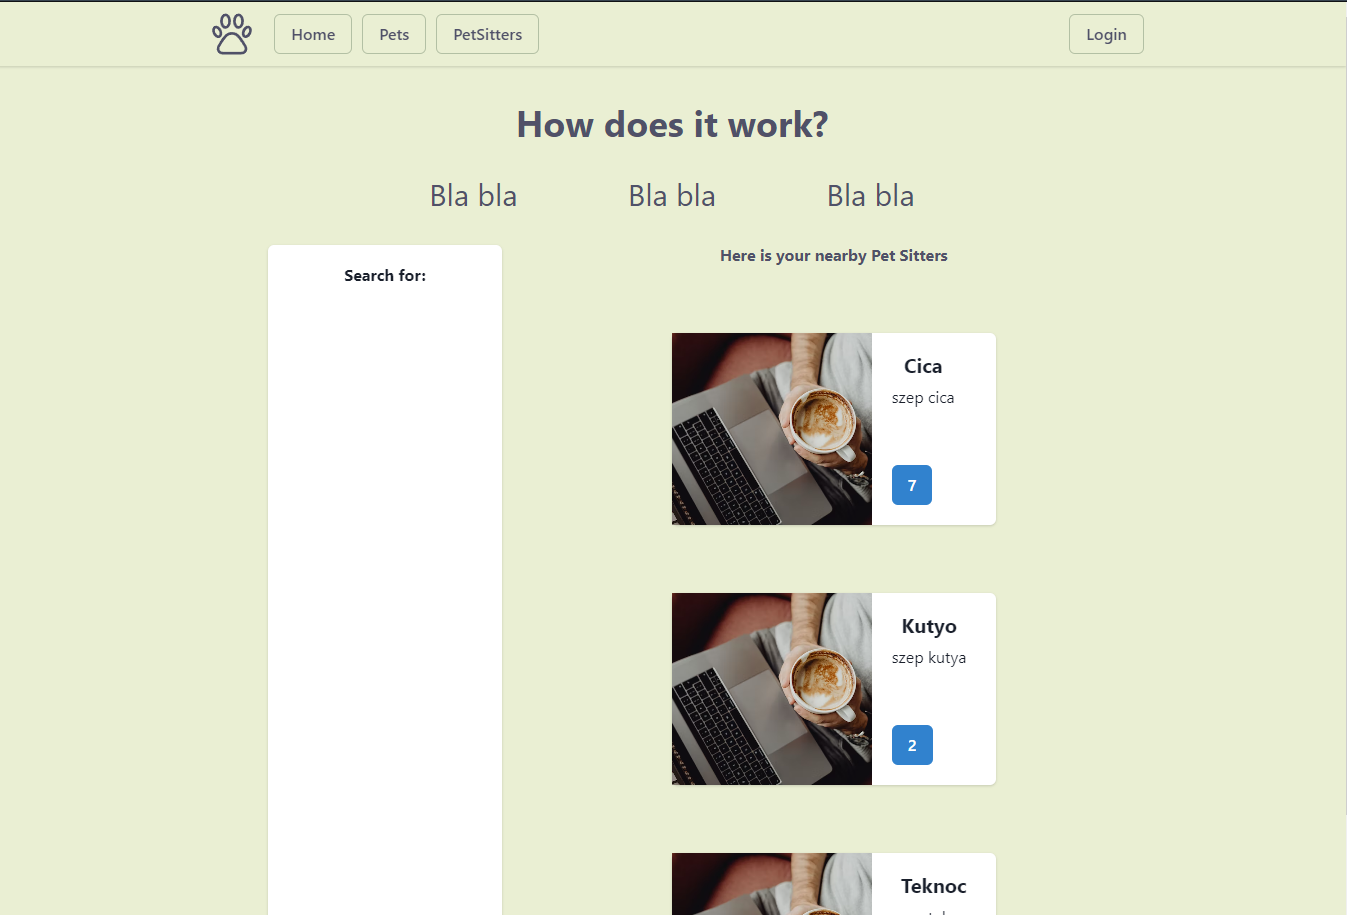 Home Pets PetSitters Login
How does it work?
Bla bla Bla bla Bla bla
Search for:
Here is your nearby Pet Sitters
Cica
szep cica
7
Kutyo
szep kutya
2
Teknoc